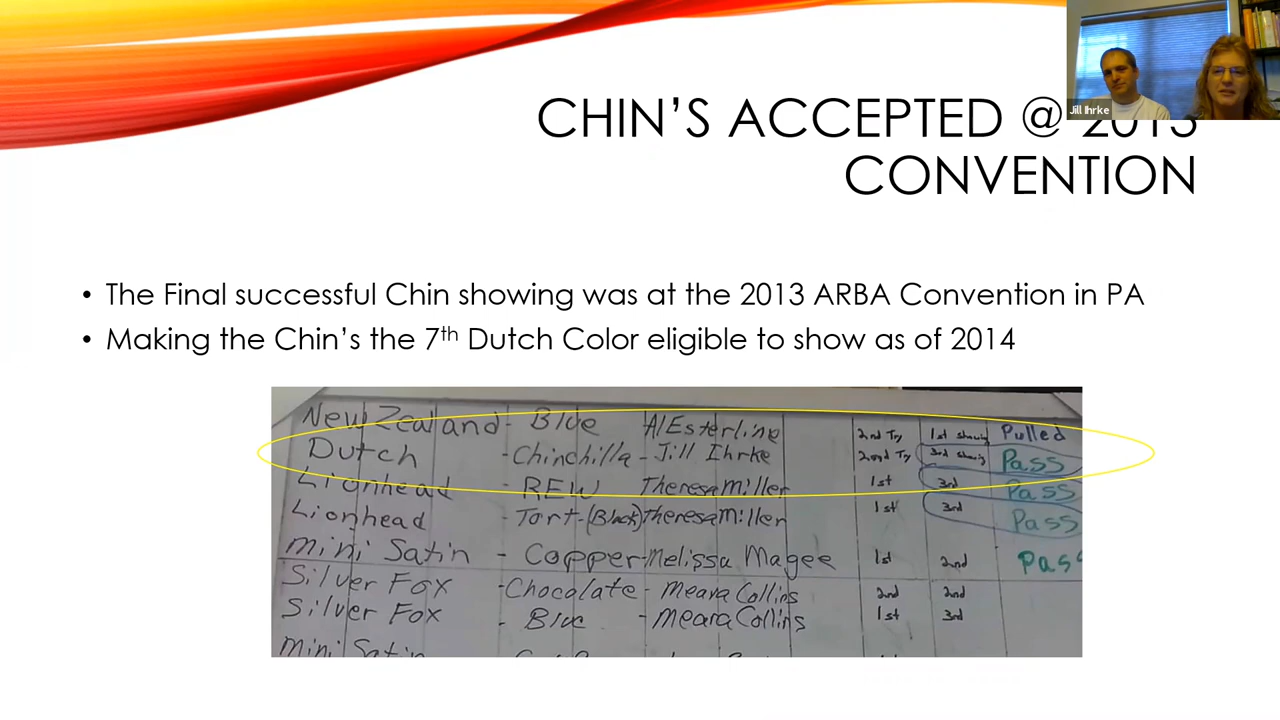 Jill Ihrke
CHIN'S ACCEPTED @ 2013
CONVENTION
• The Final successful Chin showing was at the 2013 ARBA Convention in PA
• Making the Chin's the 7th Dutch Color eligible to show as of 2014
New Zealand - Blue Al Esterline 2nd Try 1st Showing Pulled
Dutch - Chinchilla - Jill Ihrke 2nd Try 3rd Showing Pass
Lionhead - REW Theresa Miller 1st 3rd Pass
Lionhead - Tort - (Black) Theresa Miller 1st 3rd Pass
Mini Satin - Copper - Melissa Magee 1st 2nd Pass
Silver Fox - Chocolate - Meara Collins 2nd 2nd
Silver Fox - Blue - Meara Collins 1st 3rd
Mini Satin